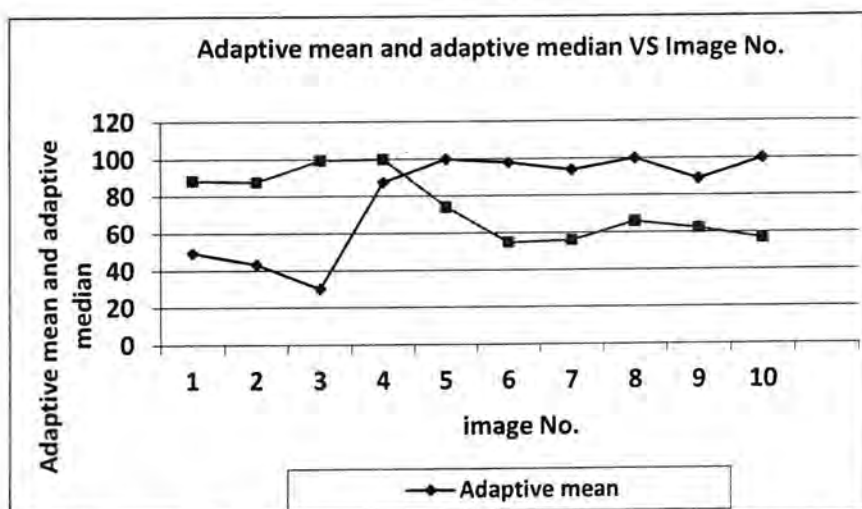 Adaptive mean and adaptive median VS Image No.
Adaptive mean and adaptive
median
120
100
80
60
40
20
0
1 2 3 4 5 6 7 8 9 10
image No.
Adaptive mean